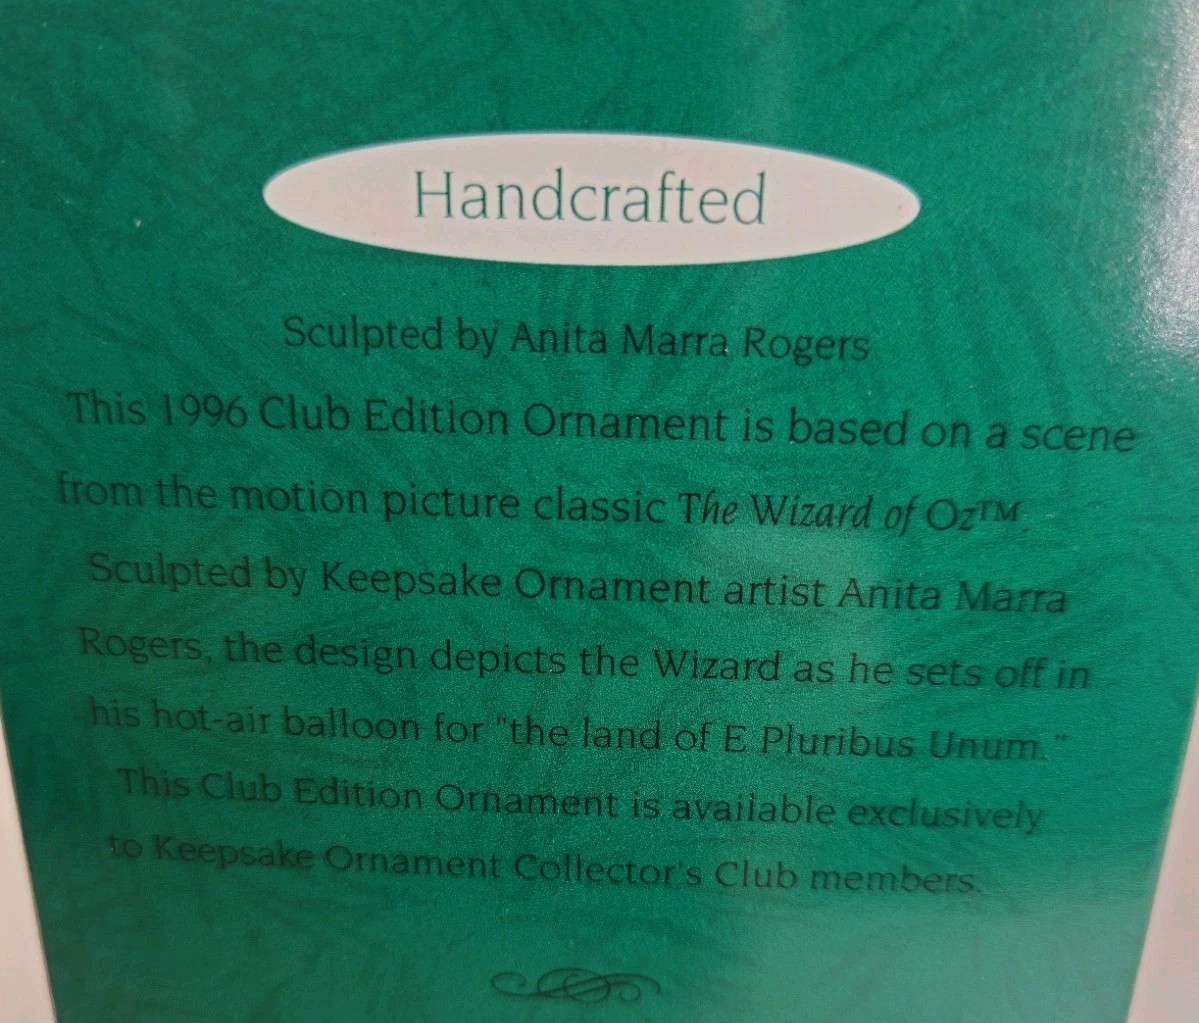 Handcrafted
Sculpted by Anita Marra Rogers
This 1996 Club Edition Ornament is based on a scene
from the motion picture classic The Wizard of Oz™.
Sculpted by Keepsake Ornament artist Anita Marra
Rogers, the design depicts the Wizard as he sets off in
his hot-air balloon for "the land of E Pluribus Unum."
This Club Edition Ornament is available exclusively
to Keepsake Ornament Collector's Club members.